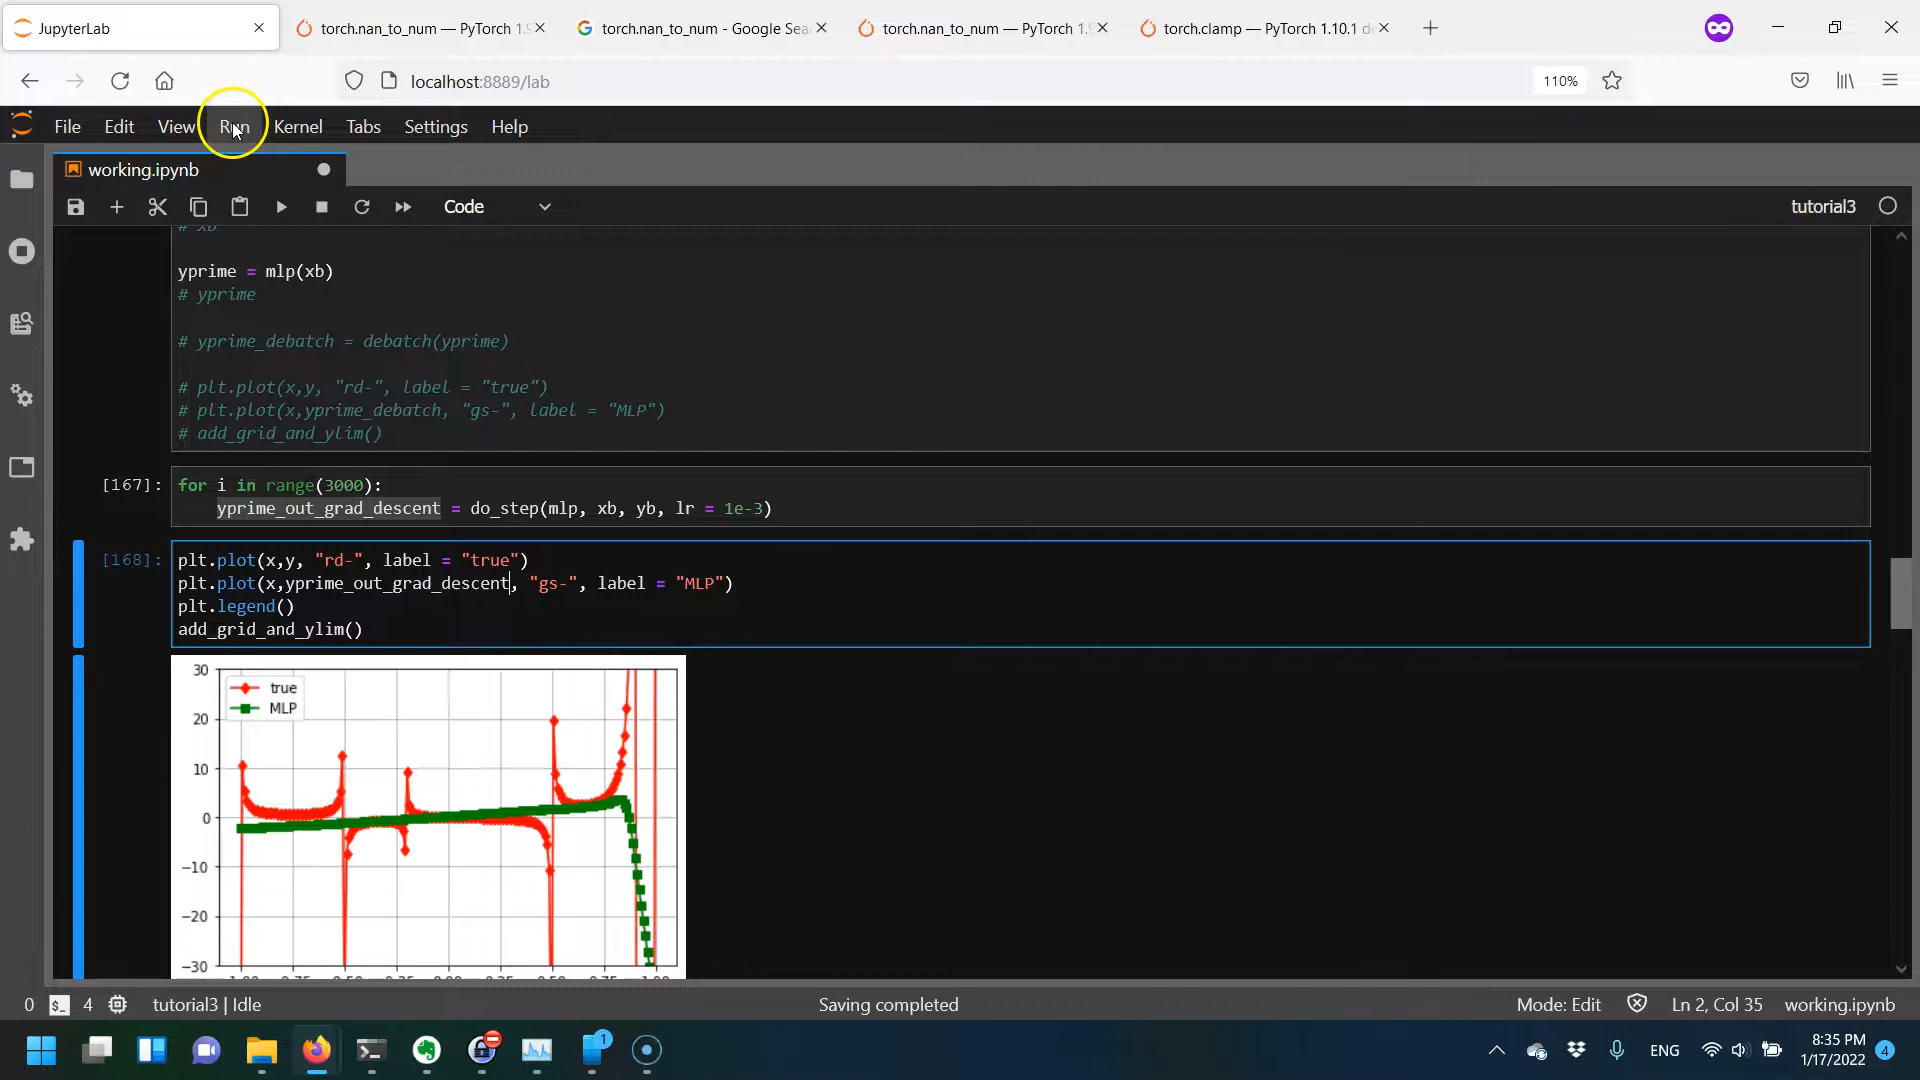 JupyterLab
torch.nan_to_num — PyTorch 1.9
torch.nan_to_num - Google Sea
torch.nan_to_num — PyTorch 1.9
torch.clamp — PyTorch 1.10.1 d
localhost:8889/lab
110%
File Edit View Run Kernel Tabs Settings Help
working.ipynb
Code
tutorial3
# xb
yprime = mlp(xb)
# yprime
# yprime_debatch = debatch(yprime)
# plt.plot(x,y, "rd-", label = "true")
# plt.plot(x,yprime_debatch, "gs-", label = "MLP")
# add_grid_and_ylim()
[167]: for i in range(3000):
yprime_out_grad_descent = do_step(mlp, xb, yb, lr = 1e-3)
[168]: plt.plot(x,y, "rd-", label = "true")
plt.plot(x,yprime_out_grad_descent, "gs-", label = "MLP")
plt.legend()
add_grid_and_ylim()
30
true
MLP
20
10
0
−10
−20
−30
0 $_ 4 tutorial3 | Idle
Saving completed
Mode: Edit
Ln 2, Col 35
working.ipynb
1
ENG
8:35 PM
1/17/2022
4